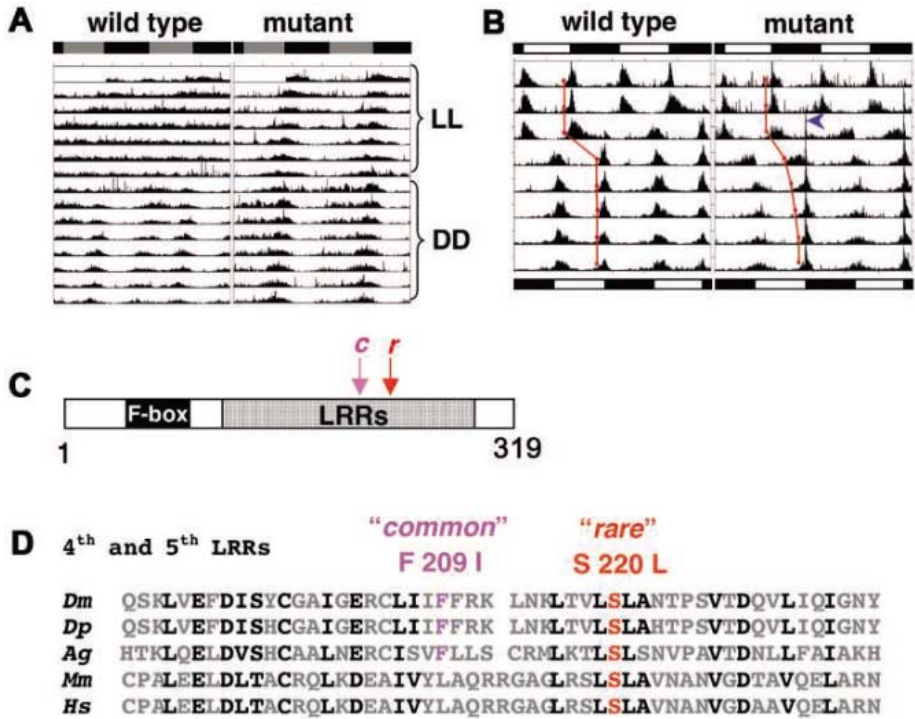 A
wild type mutant
LL
DD
B
wild type mutant
C
c r
F-box LRRs
1 319
D
4th and 5th LRRs
"common" "rare"
F 209 I S 220 L
Dm QSKLVEFDISYCGAIGERCLIIFFRK LNKLTVLSLANTPSVTDQVLIQIGNY
Dp QSKLVEFDISHCGAIGERCLIIFFRK LNKLTVLSLAHTPSVTDQVLIQIGNY
Ag HTKLQELDVSHCAALNERCISVFLLS CRMLKTLSLSNVPAVTDNLLFAIAKH
Mm CPALEELDLTACRQLKDEAIVYLAQRRGAGLRSLSLAVNANVGDTAVQELARN
Hs CPALEELDLTACRQLKDEAIVYLAQRRGAGLRSLSLAVNANVGDAAVQELARN